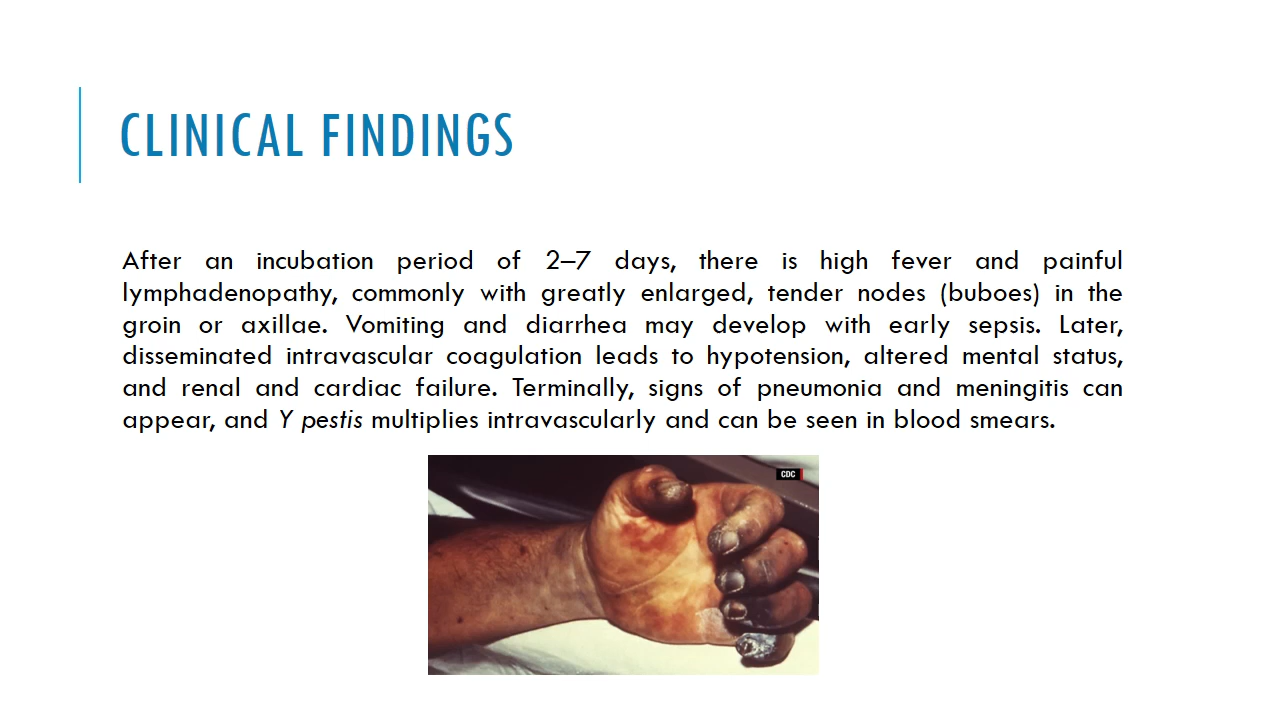 CLINICAL FINDINGS
After an incubation period of 2–7 days, there is high fever and painful
lymphadenopathy, commonly with greatly enlarged, tender nodes (buboes) in the
groin or axillae. Vomiting and diarrhea may develop with early sepsis. Later,
disseminated intravascular coagulation leads to hypotension, altered mental status,
and renal and cardiac failure. Terminally, signs of pneumonia and meningitis can
appear, and Y pestis multiplies intravascularly and can be seen in blood smears.
CDC